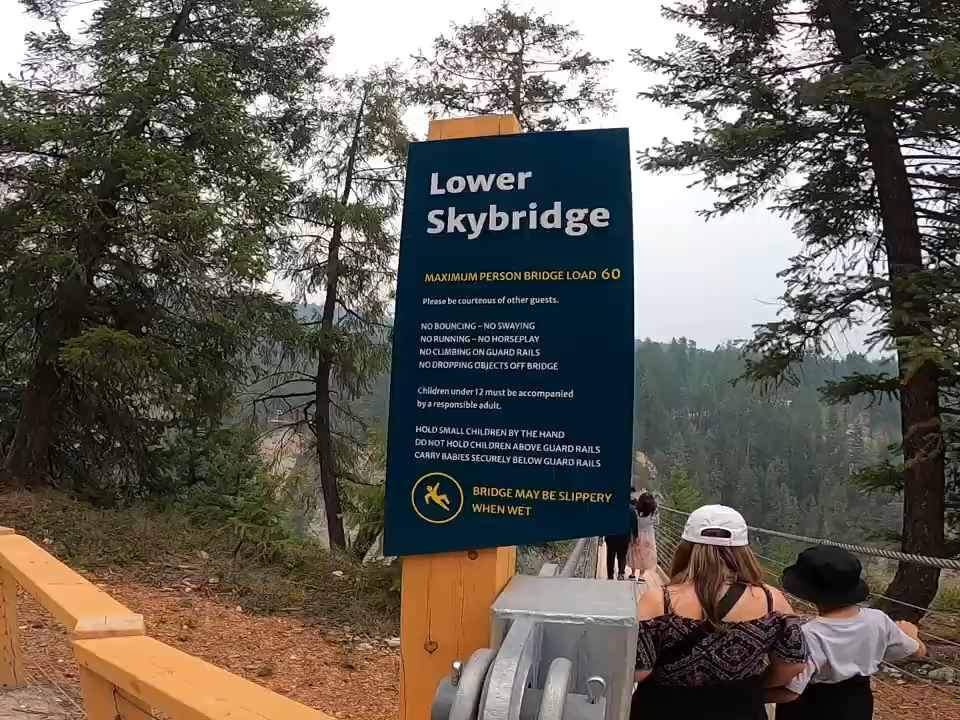 Lower
Skybridge
MAXIMUM PERSON BRIDGE LOAD 60
Please be courteous of other guests.
NO BOUNCING – NO SWAYING
NO RUNNING – NO HORSEPLAY
NO CLIMBING ON GUARD RAILS
NO DROPPING OBJECTS OFF BRIDGE
Children under 12 must be accompanied
by a responsible adult.
HOLD SMALL CHILDREN BY THE HAND
DO NOT HOLD CHILDREN ABOVE GUARD RAILS
CARRY BABIES SECURELY BELOW GUARD RAILS
BRIDGE MAY BE SLIPPERY
WHEN WET